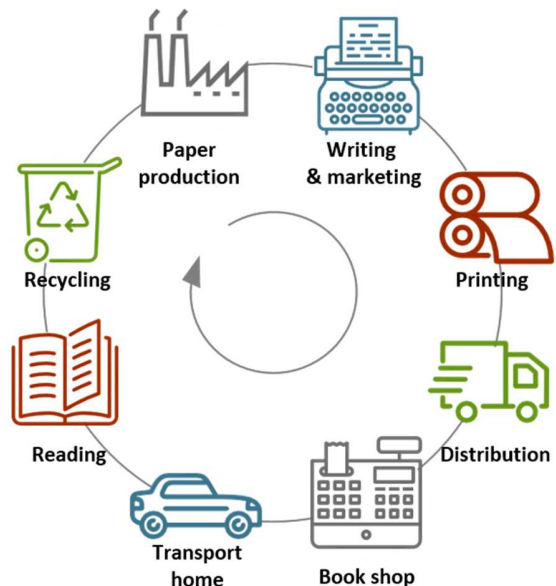 Paper
production
Writing
& marketing
Printing
Distribution
Book shop
Transport
home
Reading
Recycling